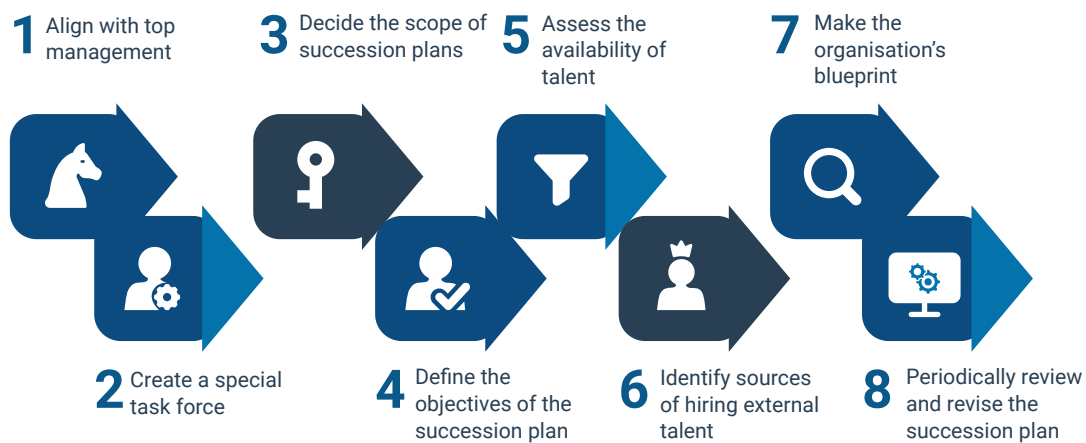 1 Align with top
management
2 Create a special
task force
3 Decide the scope of
succession plans
4 Define the
objectives of the
succession plan
5 Assess the
availability of
talent
6 Identify sources
of hiring external
talent
7 Make the
organisation's
blueprint
8 Periodically review
and revise the
succession plan